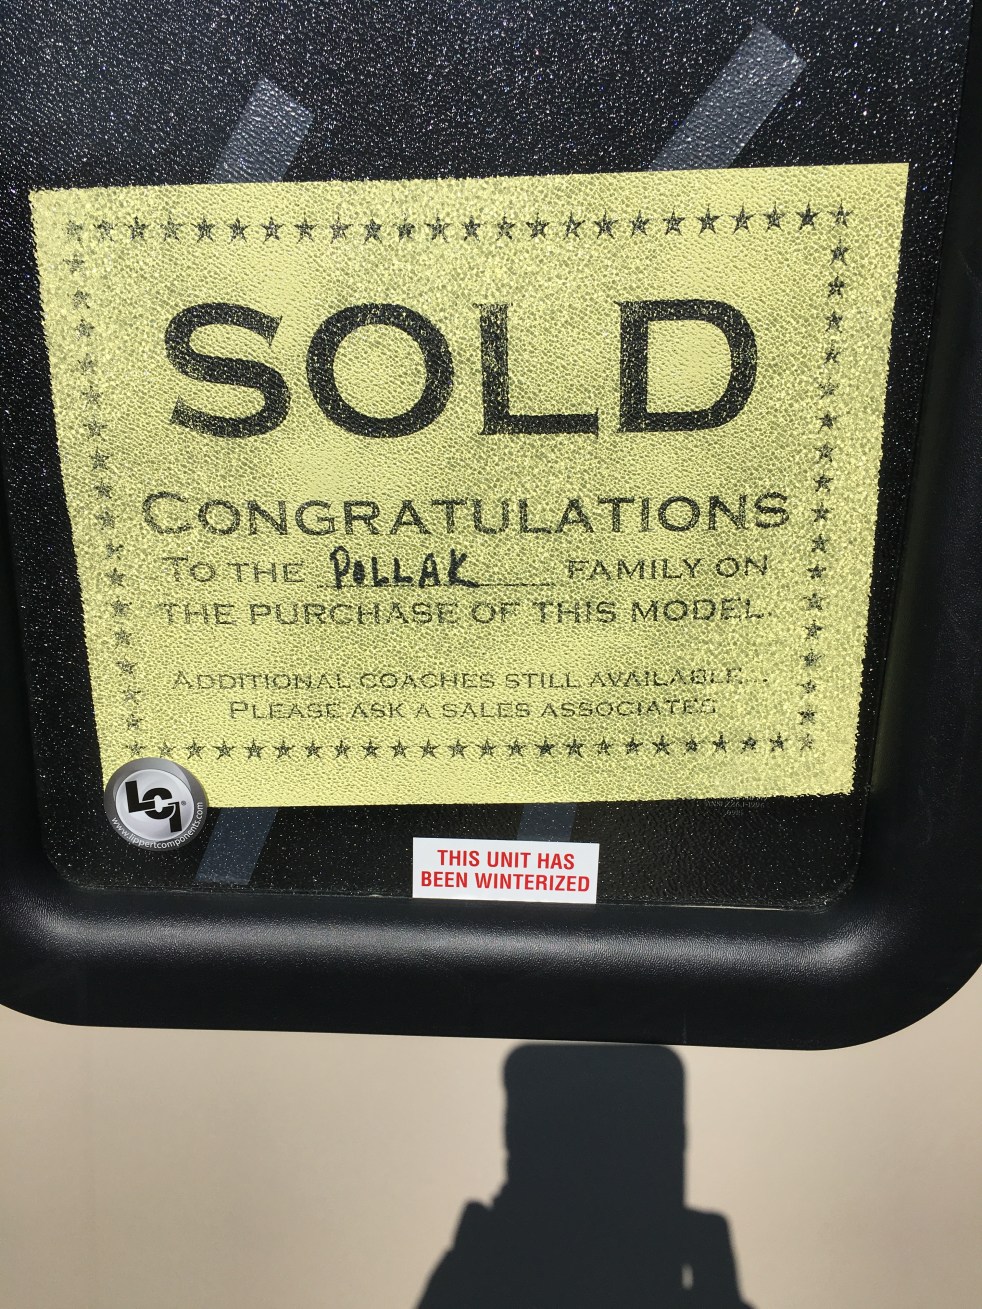 SOLD
CONGRATULATIONS
TO THE POLLAK FAMILY ON
THE PURCHASE OF THIS MODEL.
ADDITIONAL COACHES STILL AVAILABLE...
PLEASE ASK A SALES ASSOCIATES
LCI
www.lippertcomponents.com
THIS UNIT HAS
BEEN WINTERIZED